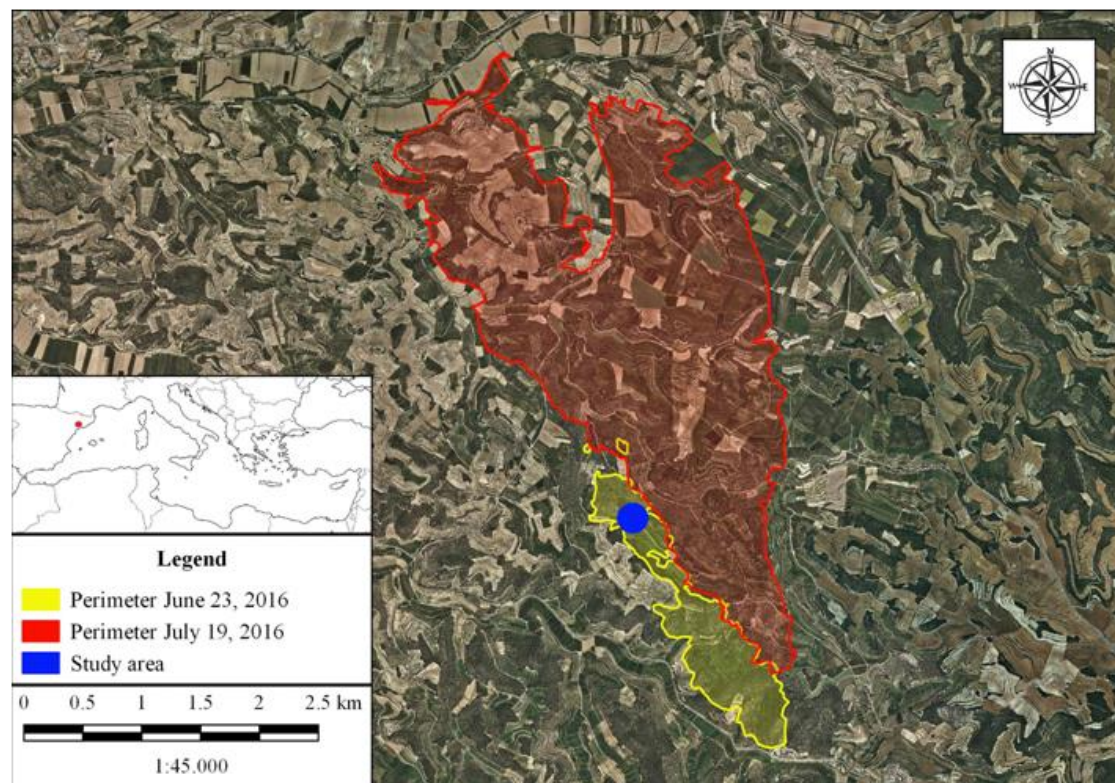 N
W E
S
Legend
Perimeter June 23, 2016
Perimeter July 19, 2016
Study area
0 0.5 1 1.5 2 2.5 km
1:45.000